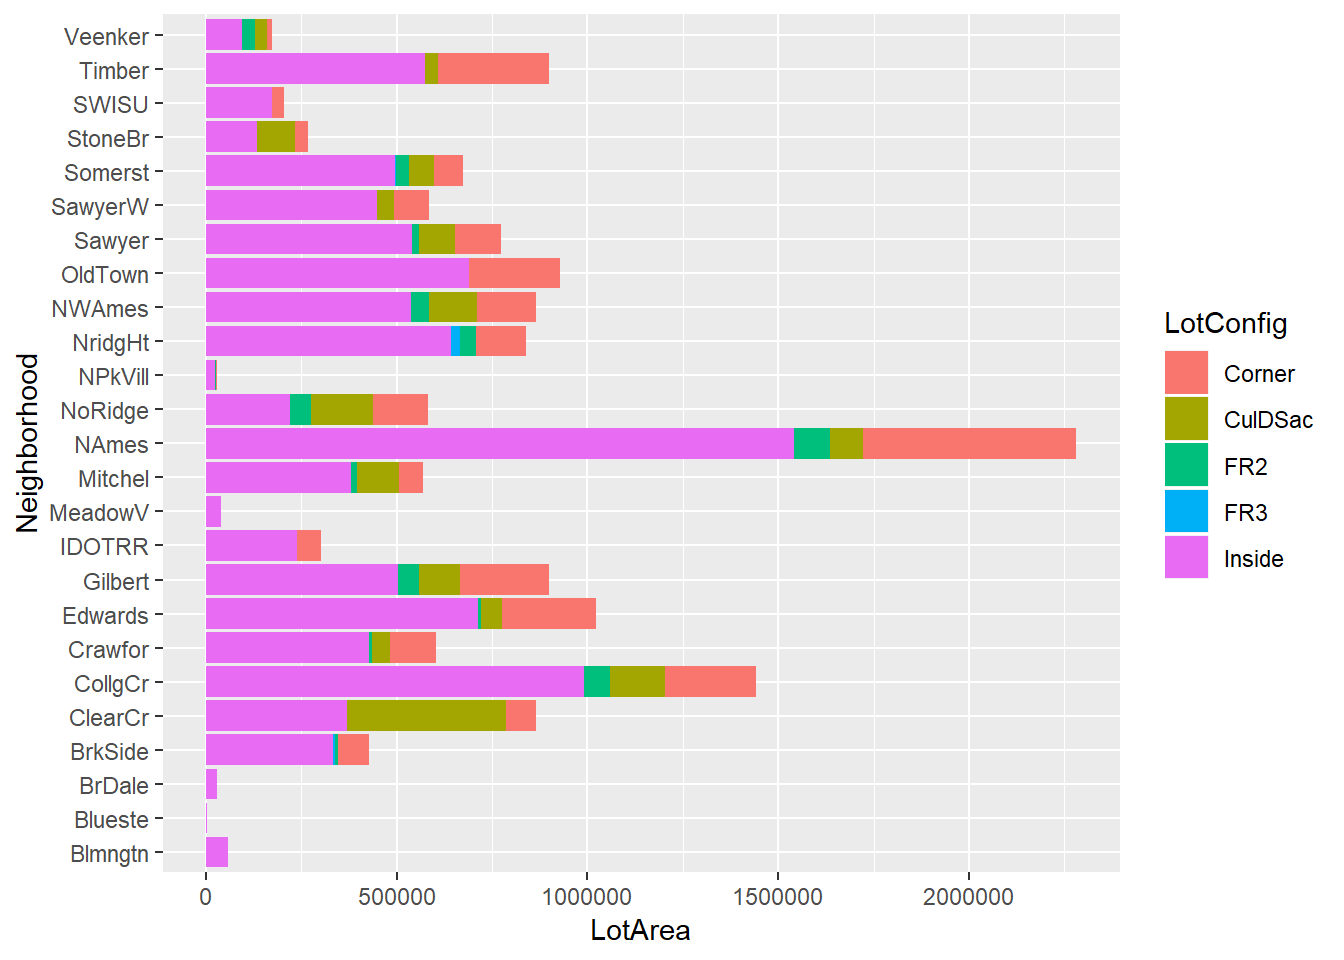 Veenker
Timber
SWISU
StoneBr
Somerst
SawyerW
Sawyer
OldTown
NWAmes
NridgHt
NPkVill
NoRidge
NAmes
Mitchel
MeadowV
IDOTRR
Gilbert
Edwards
Crawfor
CollgCr
ClearCr
BrkSide
BrDale
Blueste
Blmngtn
Neighborhood
0 500000 1000000 1500000 2000000
LotArea
LotConfig
Corner
CulDSac
FR2
FR3
Inside